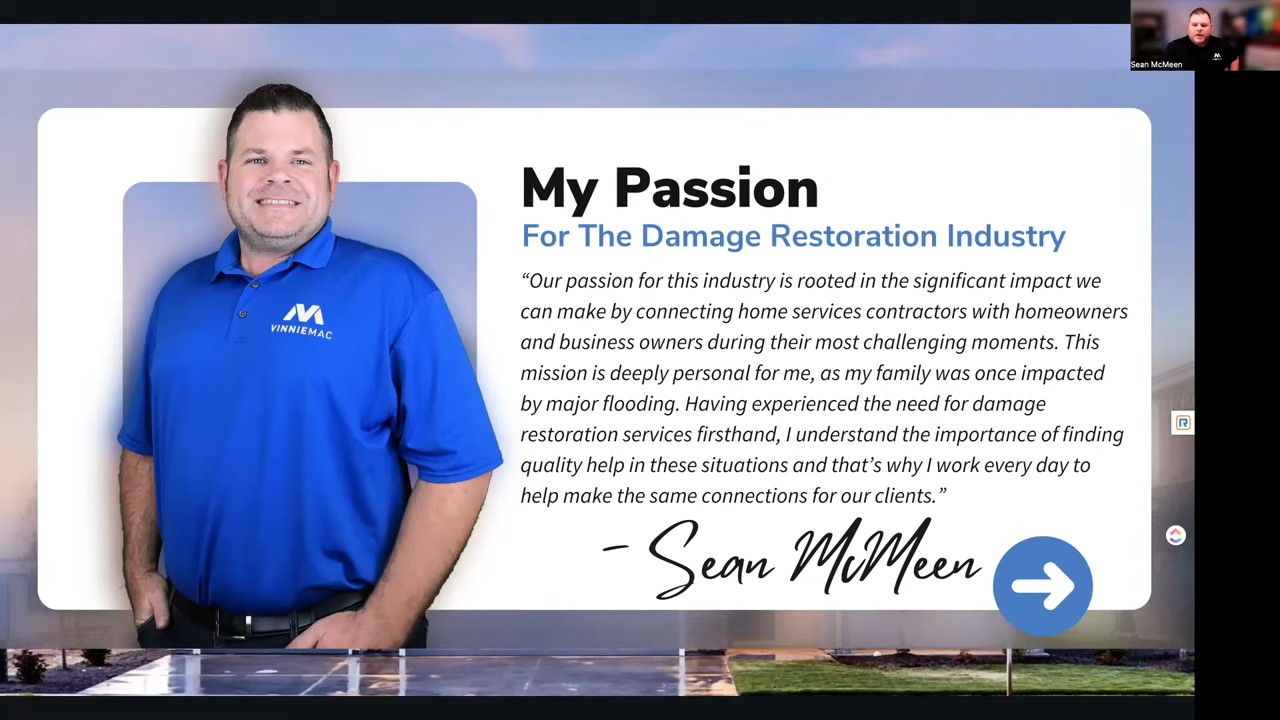 Sean McMeen
My Passion
For The Damage Restoration Industry
“Our passion for this industry is rooted in the significant impact we
can make by connecting home services contractors with homeowners
and business owners during their most challenging moments. This
mission is deeply personal for me, as my family was once impacted
by major flooding. Having experienced the need for damage
restoration services firsthand, I understand the importance of finding
quality help in these situations and that’s why I work every day to
help make the same connections for our clients.”
- Sean McMeen
VINNIEMAC